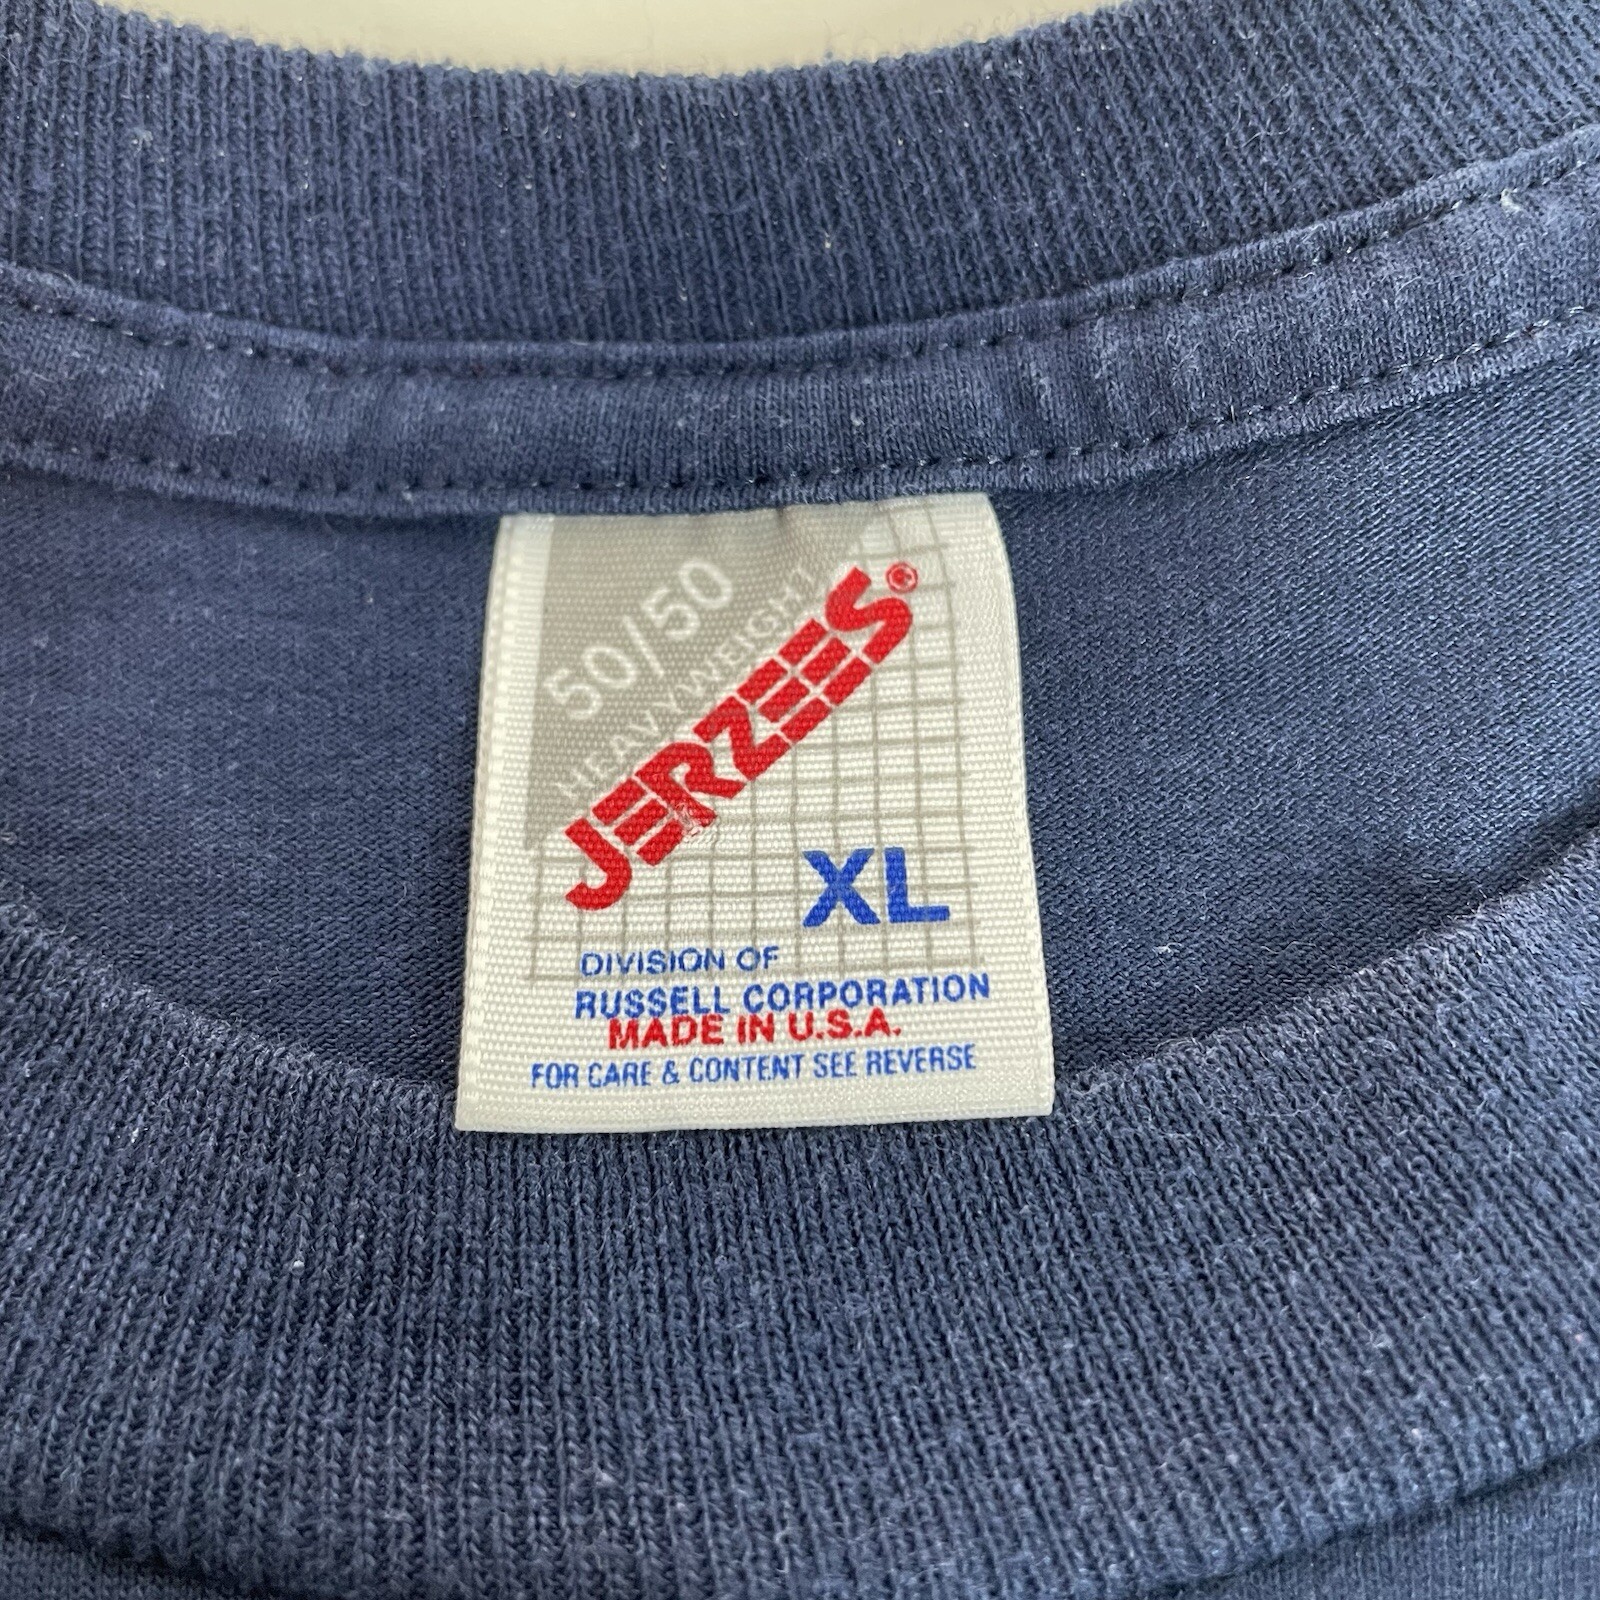 50/50
HEAVYWEIGHT
JERZEES®
XL
DIVISION OF
RUSSELL CORPORATION
MADE IN U.S.A.
FOR CARE & CONTENT SEE REVERSE